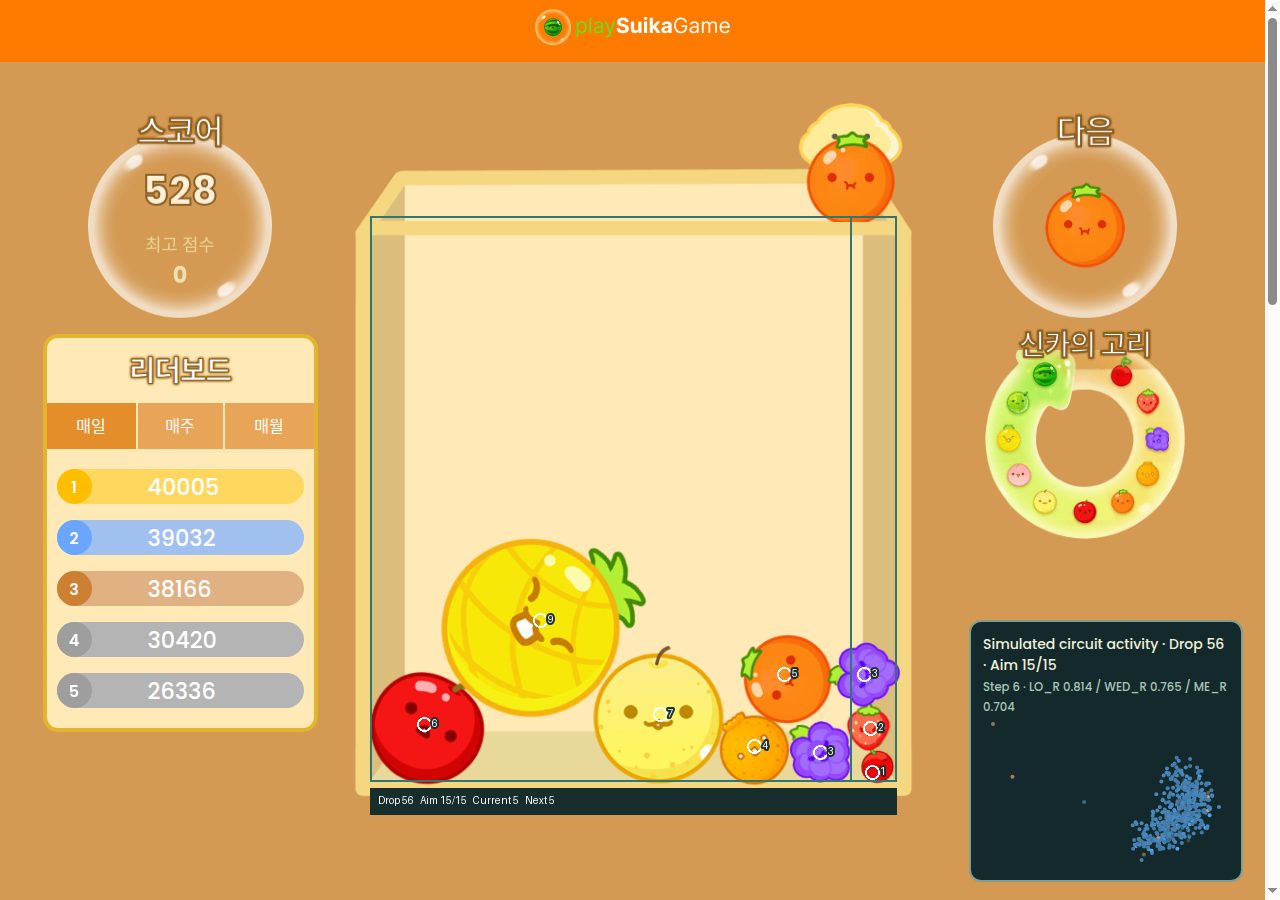 playSuikaGame
스코어
528
최고 점수
0
다음
리더보드
매일 매주 매월
1 40005
2 39032
3 38166
4 30420
5 26336
신카의 고리
9
6
7
5
3
4
3
2
1
Drop56 Aim 15/15 Current5 Next5
Simulated circuit activity · Drop 56
· Aim 15/15
Step 6 · LO_R 0.814 / WED_R 0.765 / ME_R
0.704